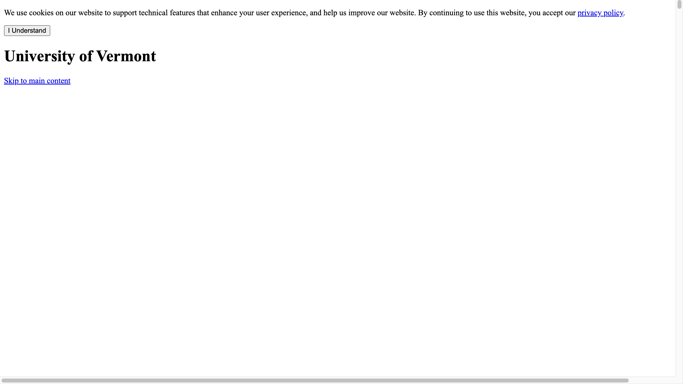 We use cookies on our website to support technical features that enhance your user experience, and help us improve our website. By continuing to use this website, you accept our privacy policy.
I Understand
University of Vermont
Skip to main content